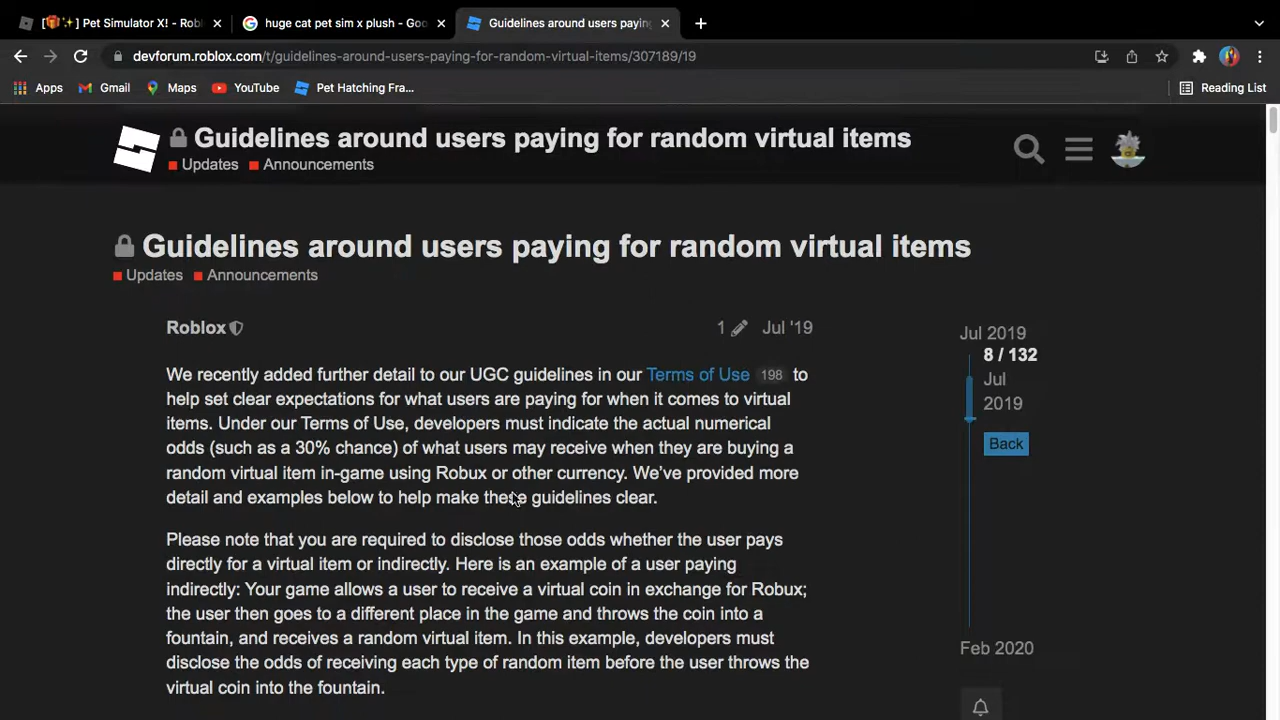 [🎁✨] Pet Simulator X! - Rob
huge cat pet sim x plush - Goo
Guidelines around users paying
devforum.roblox.com/t/guidelines-around-users-paying-for-random-virtual-items/307189/19
Apps Gmail Maps YouTube Pet Hatching Fra... Reading List
Guidelines around users paying for random virtual items
Updates Announcements
Guidelines around users paying for random virtual items
Updates Announcements
Roblox 1 Jul '19
We recently added further detail to our UGC guidelines in our Terms of Use 198 to
help set clear expectations for what users are paying for when it comes to virtual
items. Under our Terms of Use, developers must indicate the actual numerical
odds (such as a 30% chance) of what users may receive when they are buying a
random virtual item in-game using Robux or other currency. We’ve provided more
detail and examples below to help make these guidelines clear.
Please note that you are required to disclose those odds whether the user pays
directly for a virtual item or indirectly. Here is an example of a user paying
indirectly: Your game allows a user to receive a virtual coin in exchange for Robux;
the user then goes to a different place in the game and throws the coin into a
fountain, and receives a random virtual item. In this example, developers must
disclose the odds of receiving each type of random item before the user throws the
virtual coin into the fountain.
Jul 2019
8 / 132
Jul
2019
Back
Feb 2020